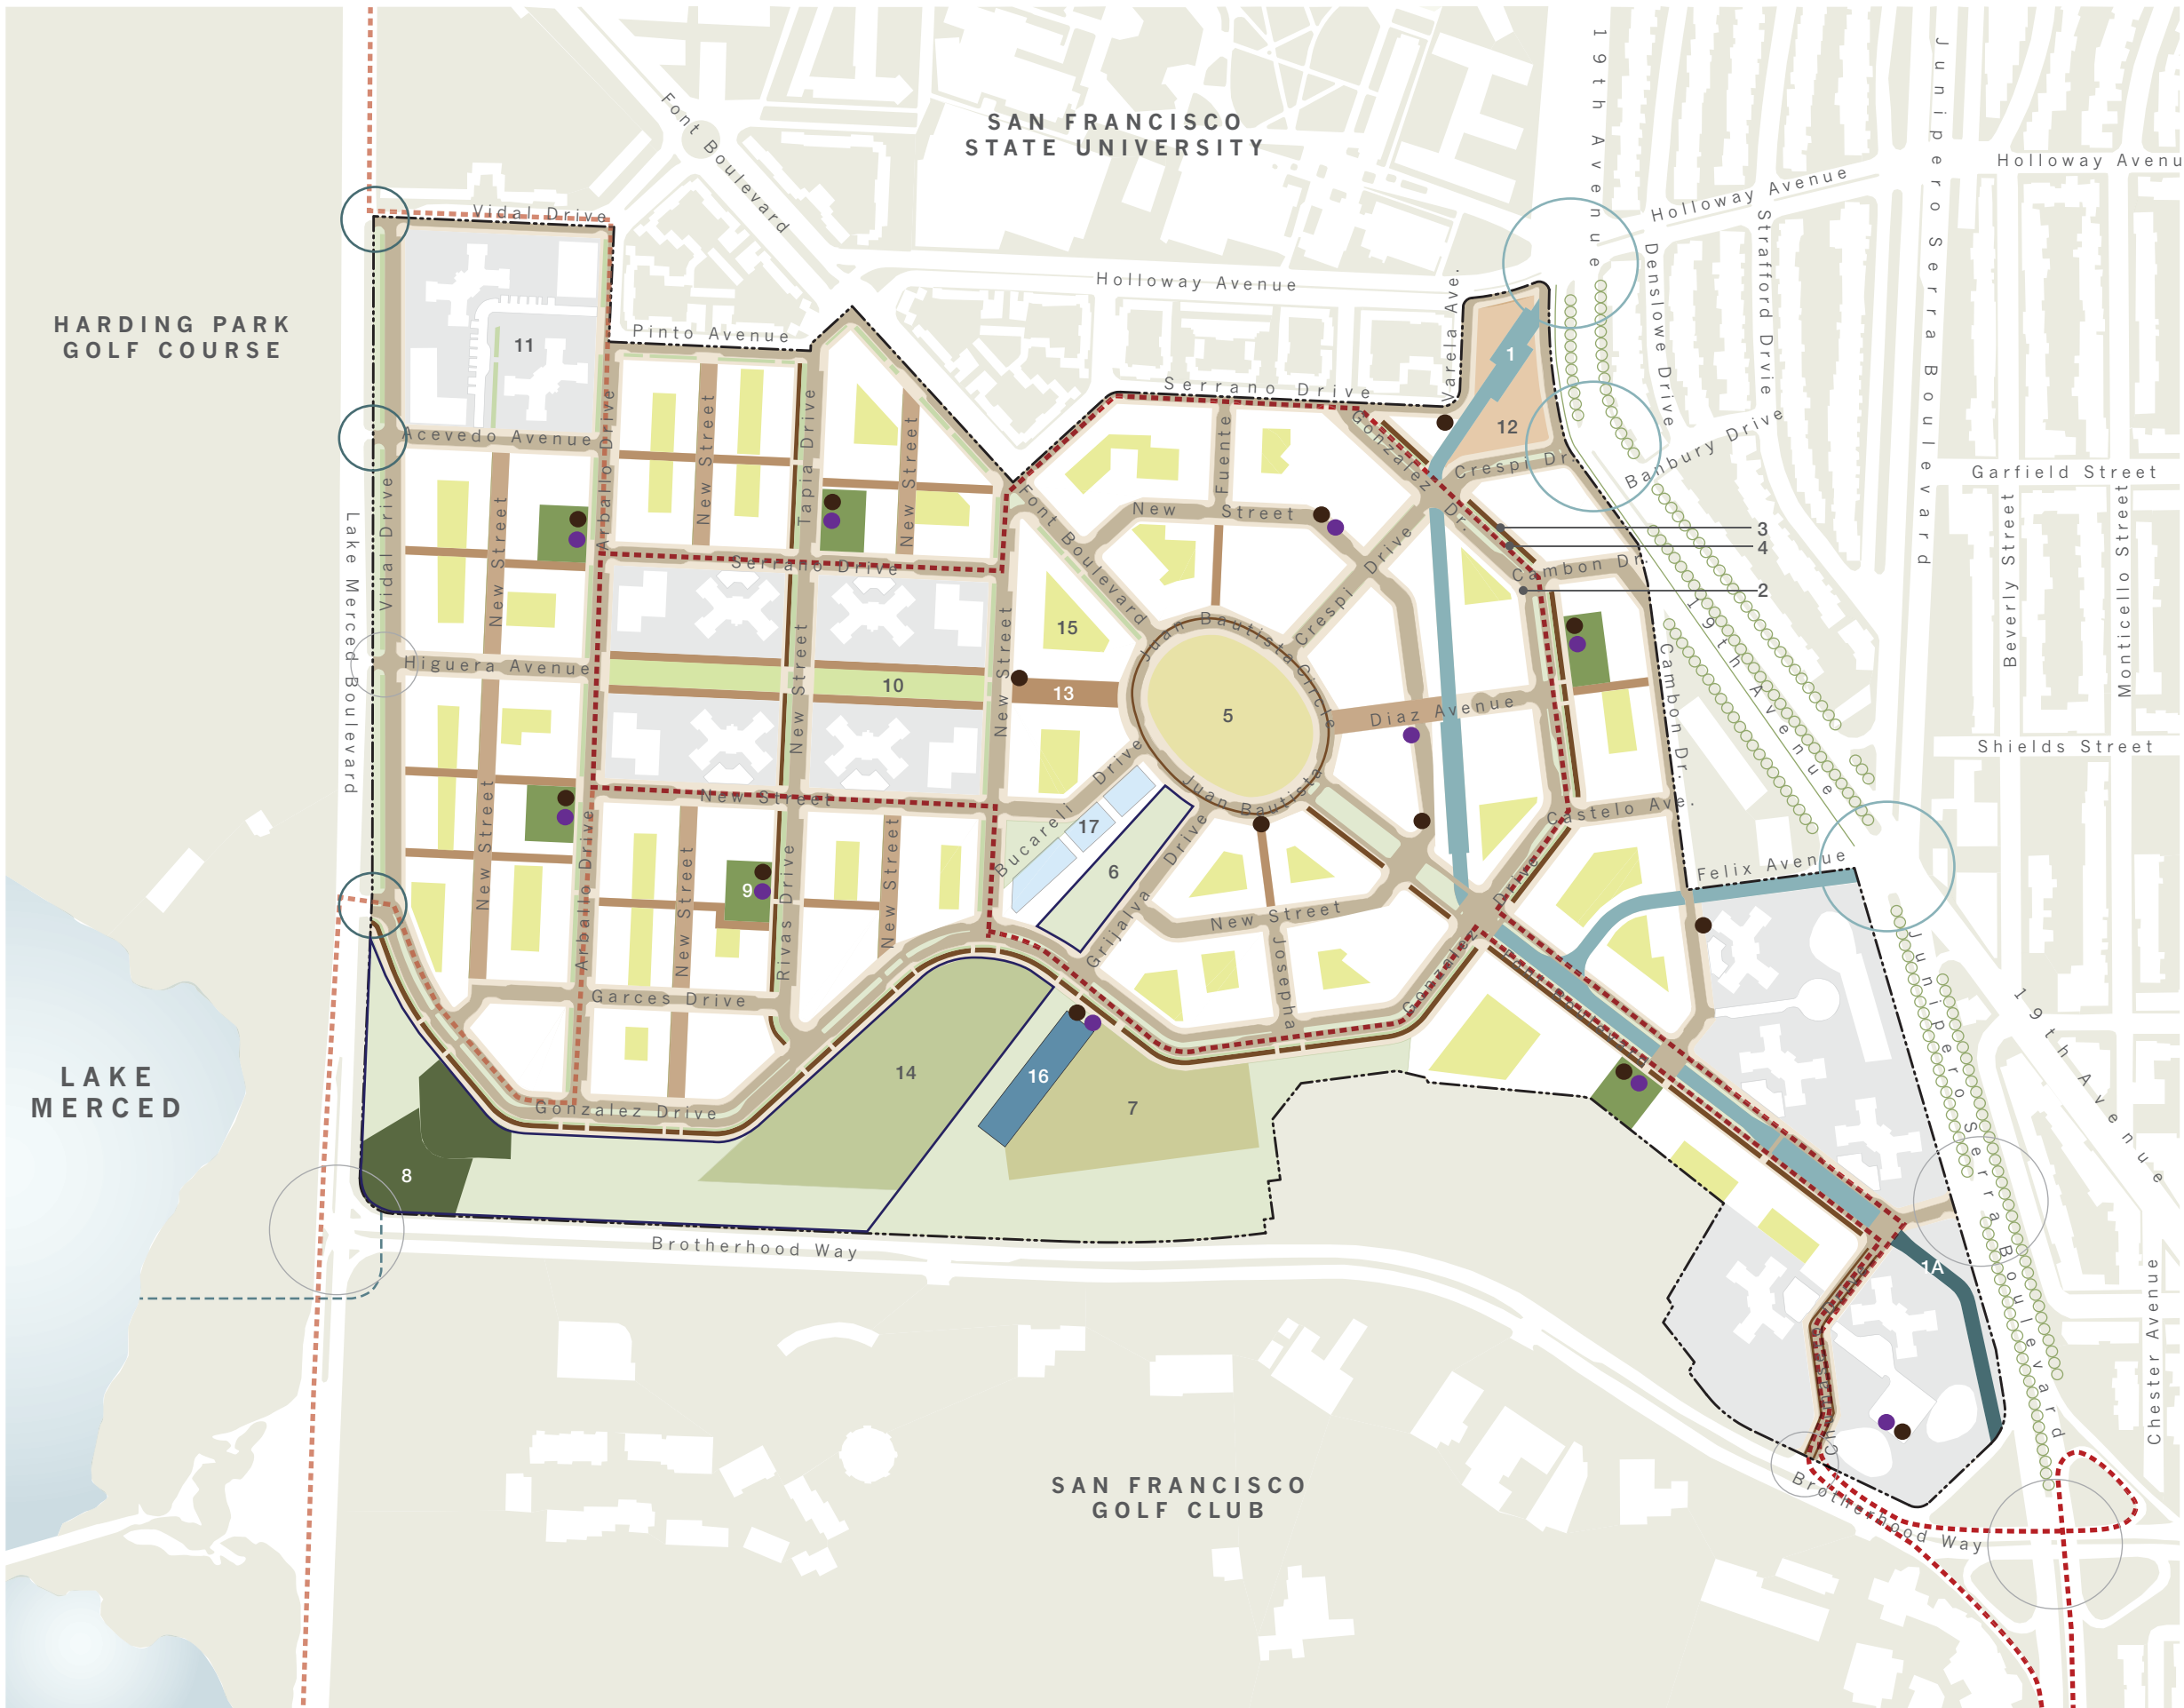 SAN FRANCISCO
STATE UNIVERSITY
HARDING PARK
GOLF COURSE
LAKE
MERCED
SAN FRANCISCO
GOLF CLUB
Font Boulevard
19th Avenue
Junipero Serra Boulevard
Holloway Avenu
Holloway Avenue
Holloway Avenue
Vidal Drive
Pinto Avenue
Serrano Drive
Varela Ave.
Denslowe Drive
Strafford Drvie
Banbury Drive
Garfield Street
Beverly Street
Monticello Street
Shields Street
11
1
12
Acevedo Avenue
Arballo Drive
New Street
Tapia Drive
New Street
Fuente
Gonzalez Dr.
Crespi Dr.
Lake Merced Boulevard
Vidal Drive
New Street
Serrano Drive
Font Boulevard
New Street
Crespi Drive
3
4
Cambon Dr.
2
19th Avenue
Cambon Dr.
Higuera Avenue
New Street
New Street
10
15
13
Juan Bautista Circle
5
Diaz Avenue
Juan Bautista
New Street
New Street
Bucareli Drive
17
6
Castelo Ave.
Felix Avenue
New Street
Arballo Drive
New Street
9
Rivas Drive
New Street
Grijalva Drive
New Street
Josepha
Gonzalez Drive
Garces Drive
Gonzalez Drive
14
16
7
8
Brotherhood Way
Junipero Serra Boulevard
19th Avenue
1A
Chester Avenue
Brotherhood Way